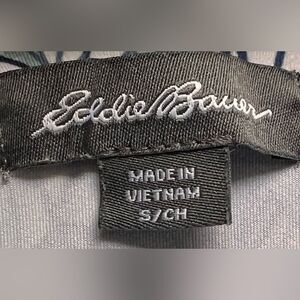 Eddie Bauer
MADE IN
VIETNAM
S/CH